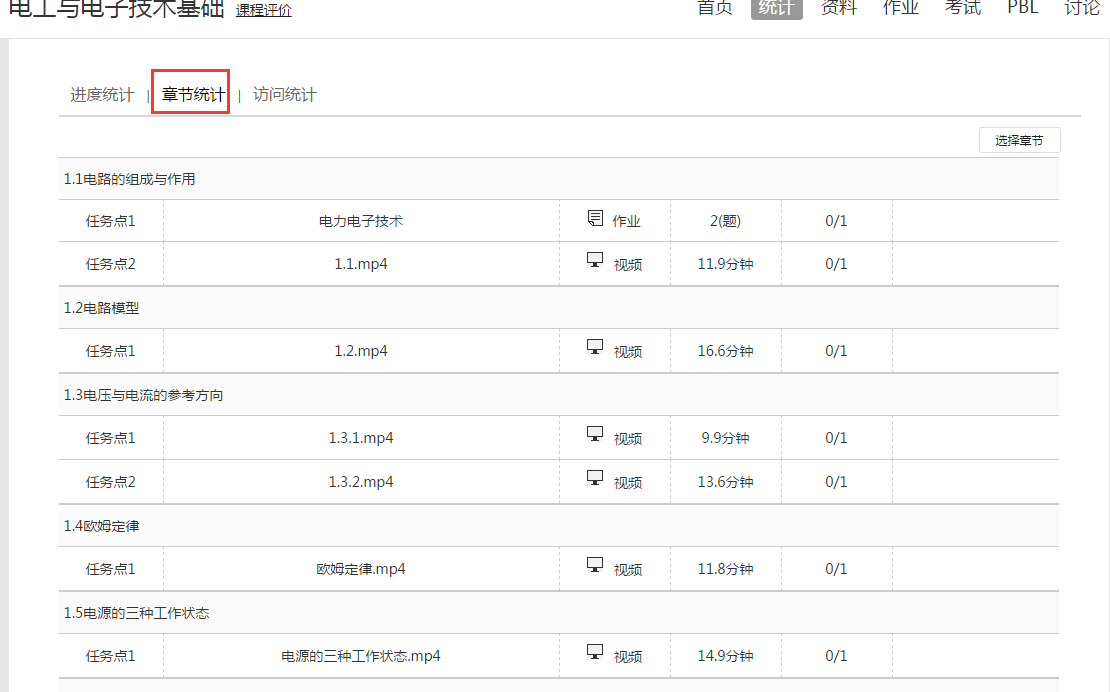 电工与电子技术基础 课程评价 首页 统计 资料 作业 考试 PBL 讨论
进度统计 | 章节统计 | 访问统计
选择章节
1.1电路的组成与作用
任务点1 电力电子技术 作业 2(题) 0/1
任务点2 1.1.mp4 视频 11.9分钟 0/1
1.2电路模型
任务点1 1.2.mp4 视频 16.6分钟 0/1
1.3电压与电流的参考方向
任务点1 1.3.1.mp4 视频 9.9分钟 0/1
任务点2 1.3.2.mp4 视频 13.6分钟 0/1
1.4欧姆定律
任务点1 欧姆定律.mp4 视频 11.8分钟 0/1
1.5电源的三种工作状态
任务点1 电源的三种工作状态.mp4 视频 14.9分钟 0/1